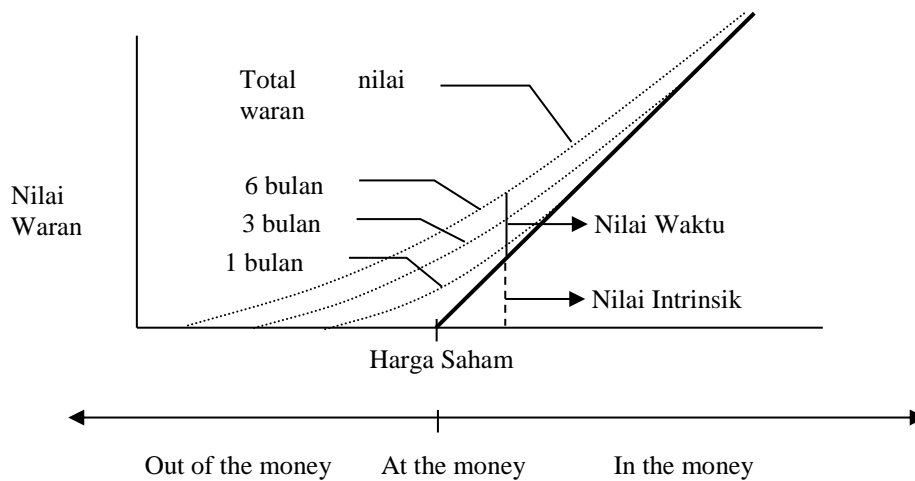 Total nilai
waran
Nilai
Waran
6 bulan
3 bulan
1 bulan
Nilai Waktu
Nilai Intrinsik
Harga Saham
Out of the money At the money In the money